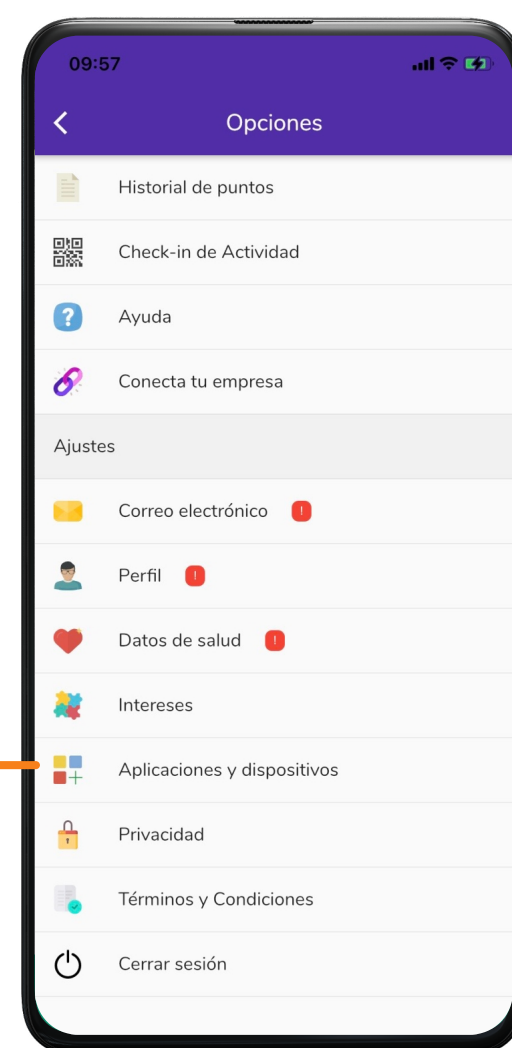 09:57
Opciones
Historial de puntos
Check-in de Actividad
Ayuda
Conecta tu empresa
Ajustes
Correo electrónico
Perfil
Datos de salud
Intereses
Aplicaciones y dispositivos
Privacidad
Términos y Condiciones
Cerrar sesión